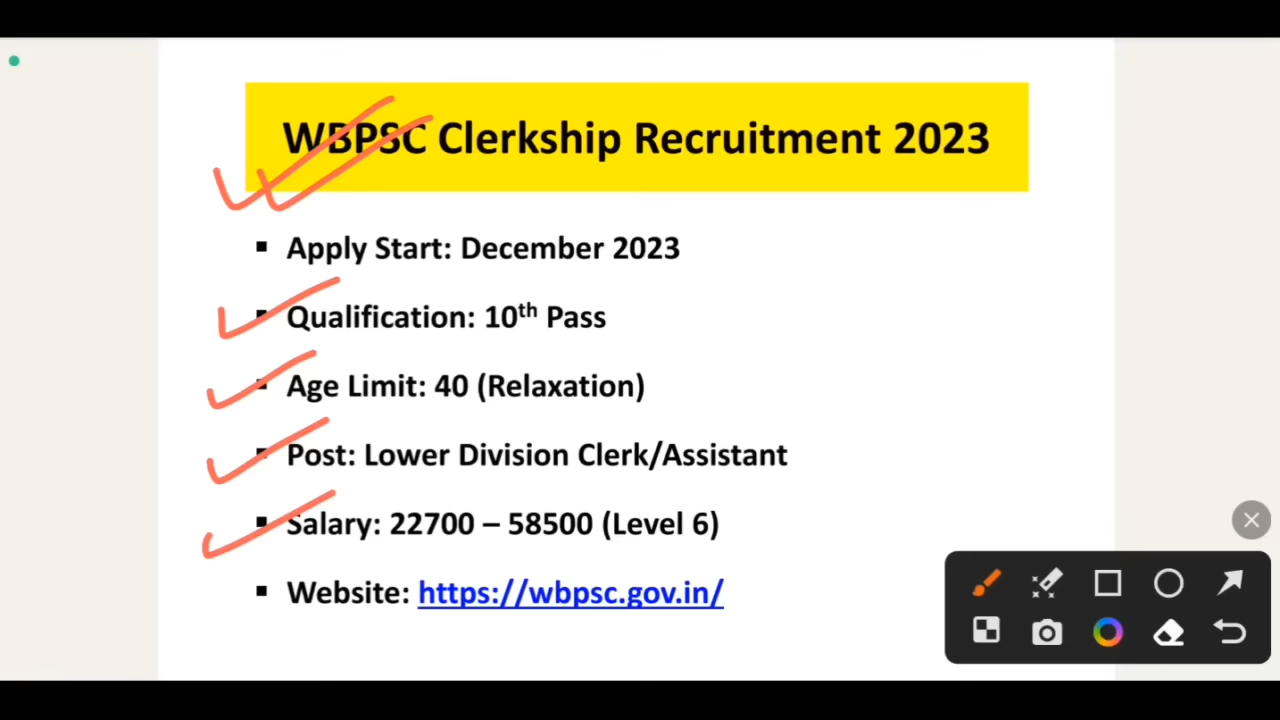 WBPSC Clerkship Recruitment 2023
▪ Apply Start: December 2023
▪ Qualification: 10th Pass
▪ Age Limit: 40 (Relaxation)
▪ Post: Lower Division Clerk/Assistant
▪ Salary: 22700 – 58500 (Level 6)
▪ Website: https://wbpsc.gov.in/